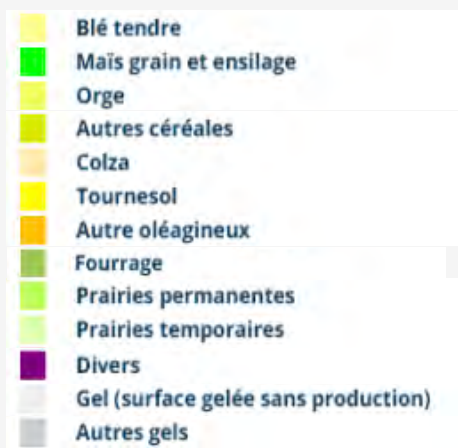 Blé tendre
Maïs grain et ensilage
Orge
Autres céréales
Colza
Tournesol
Autre oléagineux
Fourrage
Prairies permanentes
Prairies temporaires
Divers
Gel (surface gelée sans production)
Autres gels